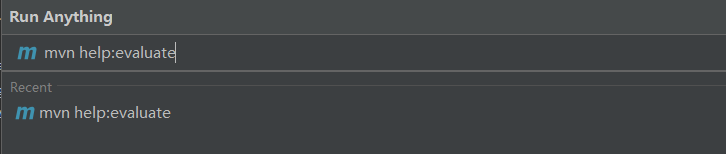 Run Anything
mvn help:evaluate
Recent
mvn help:evaluate